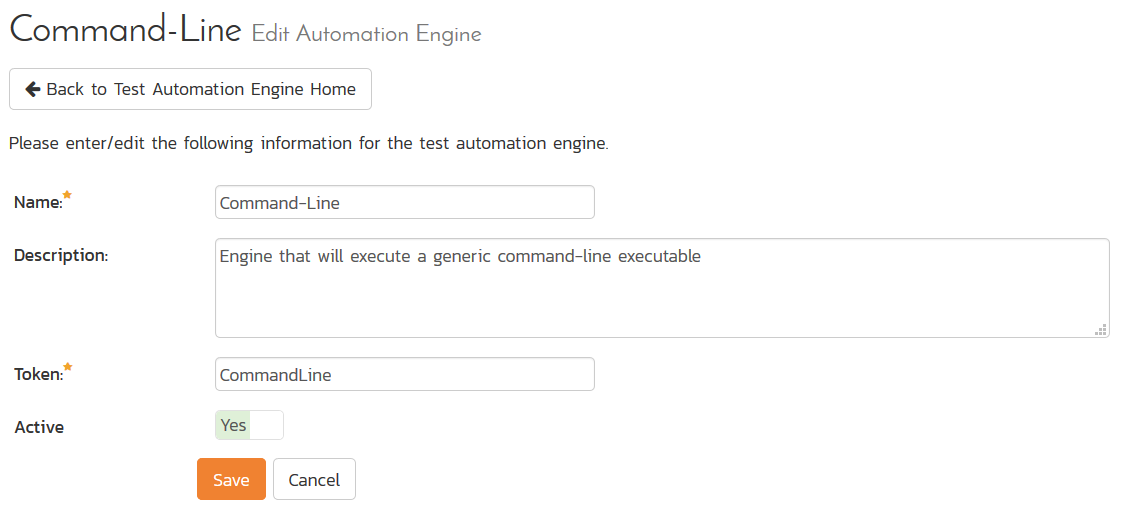 Command-Line Edit Automation Engine
Back to Test Automation Engine Home
Please enter/edit the following information for the test automation engine.
Name: Command-Line
Description: Engine that will execute a generic command-line executable
Token: CommandLine
Active Yes
Save Cancel